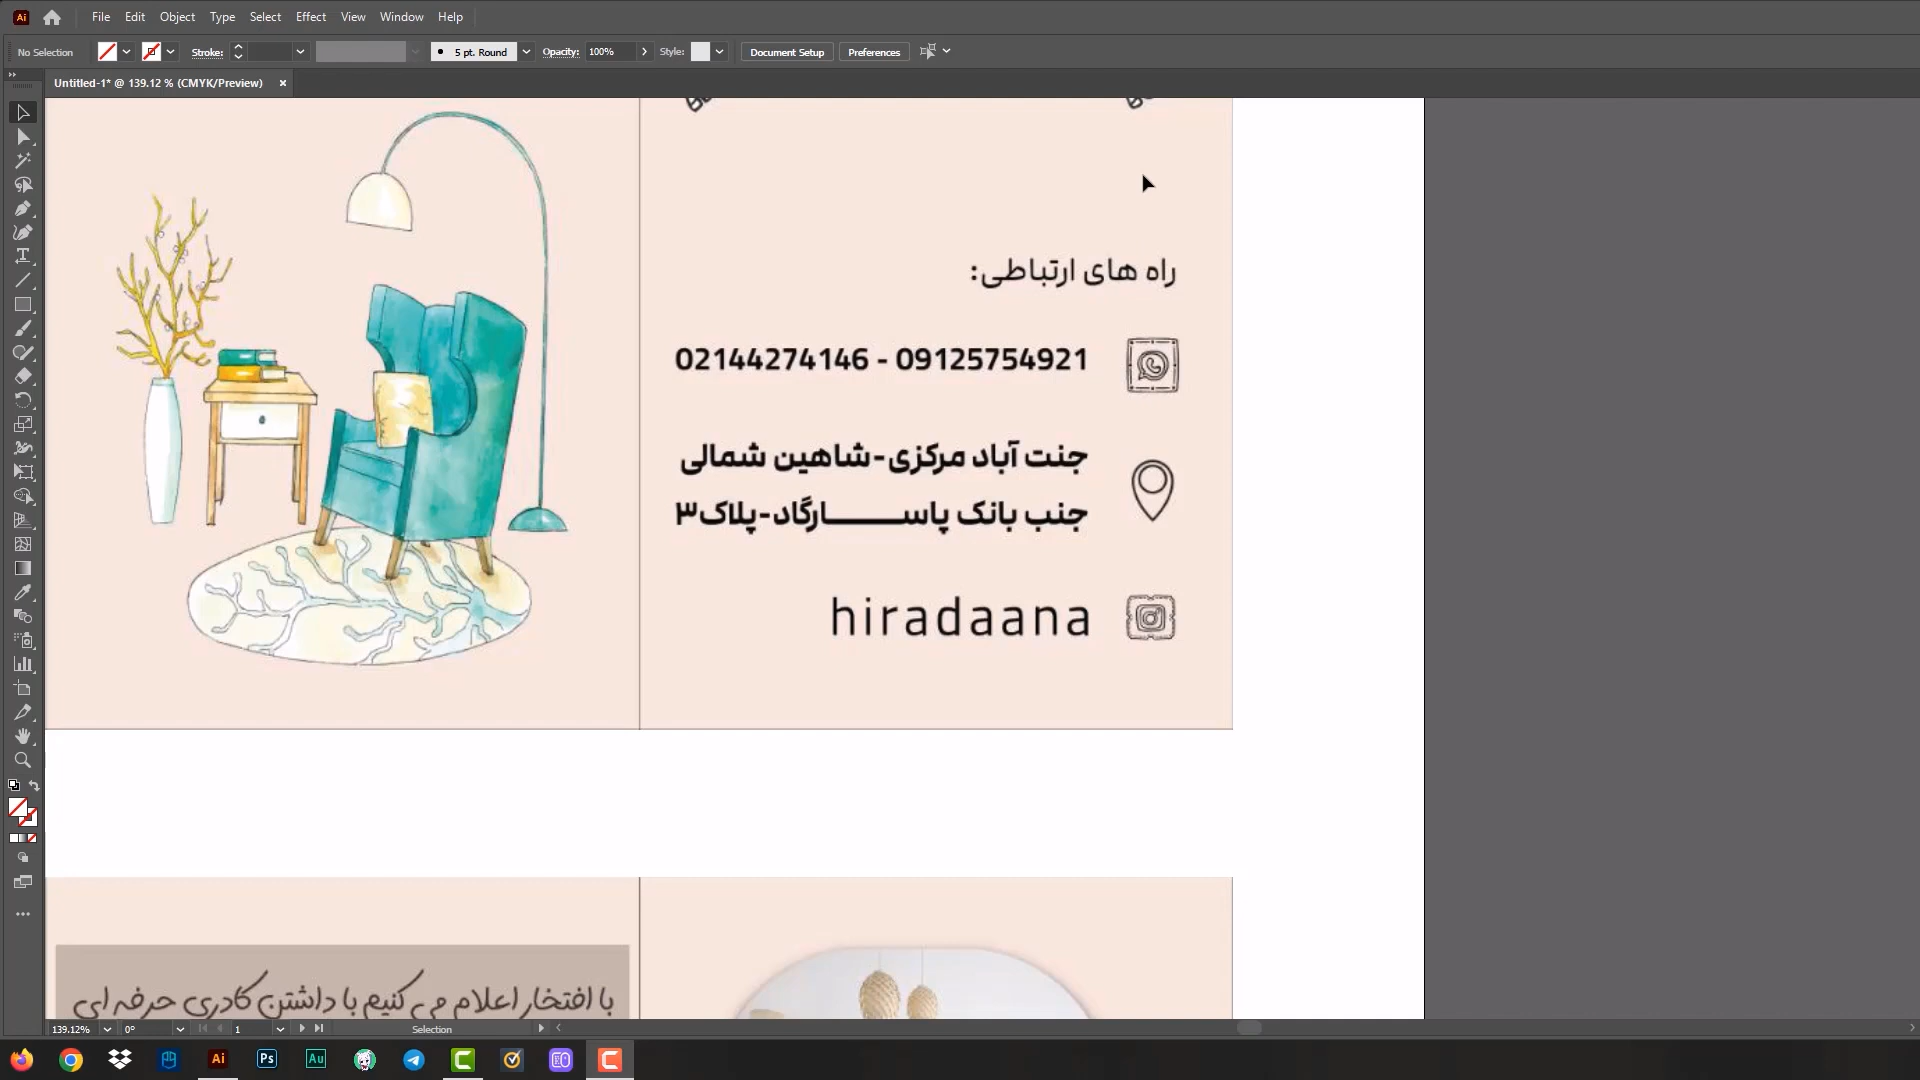 File Edit Object Type Select Effect View Window Help
No Selection Stroke: 5 pt. Round Opacity: 100% Style: Document Setup Preferences
Untitled-1* @ 139.12 % (CMYK/Preview)
راه های ارتباطی:
02144274146 - 09125754921
جنت آباد مرکزی-شاهین شمالی
جنب بانک پاســـــــارگاد-پلاک۳
hiradaana
با افتخار اعلام می کنیم با داشتن کادری حرفه ای
139.12% 0° 1 Selection